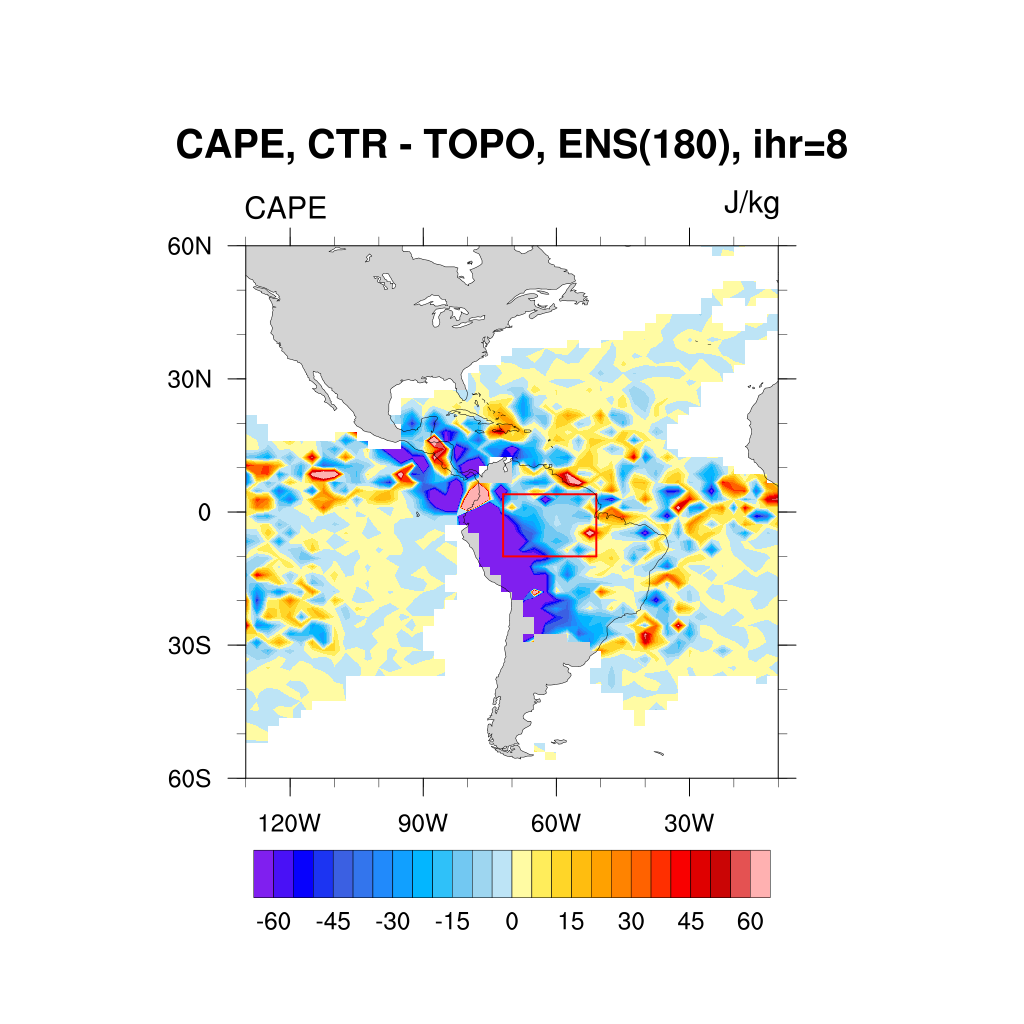 CAPE, CTR - TOPO, ENS(180), ihr=8
CAPE J/kg
60N
30N
0
30S
60S
120W 90W 60W 30W
-60 -45 -30 -15 0 15 30 45 60